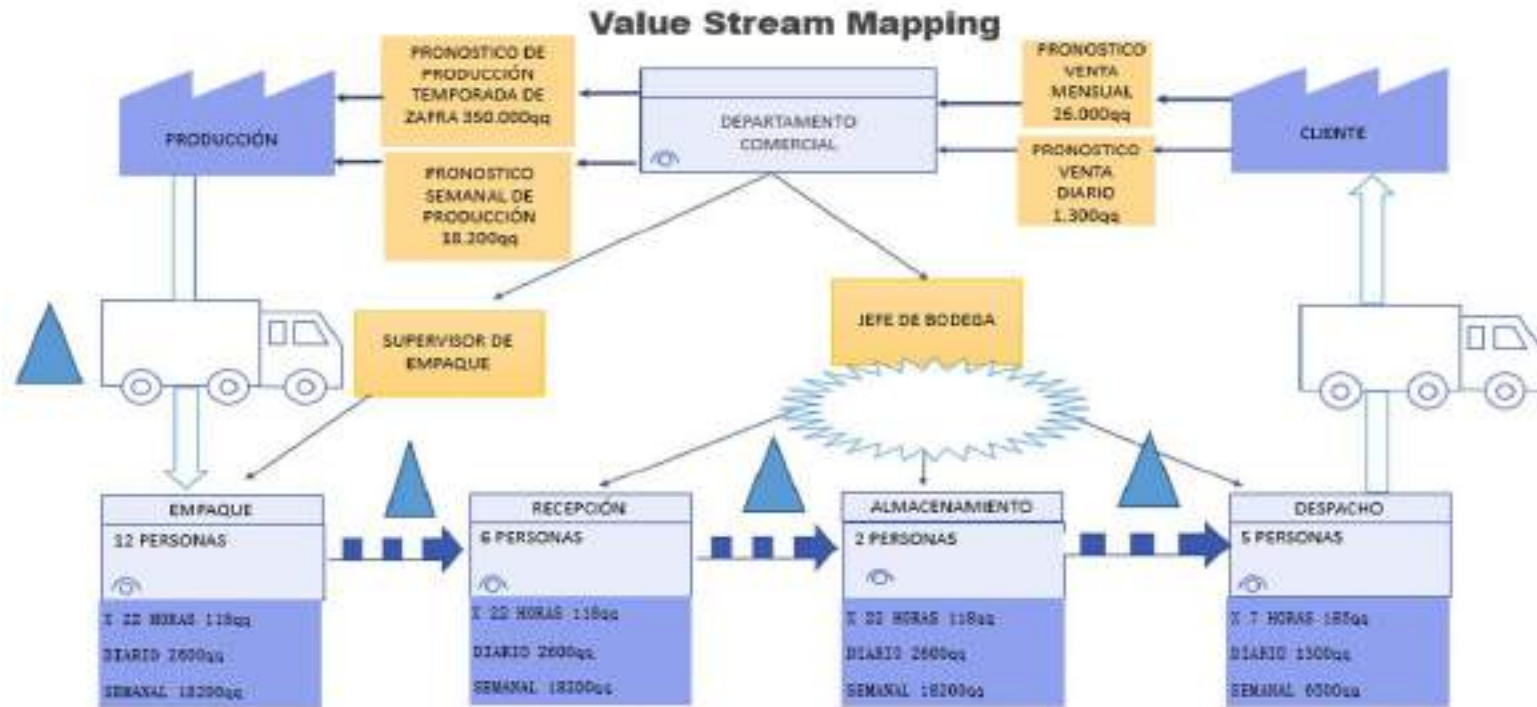 Value Stream Mapping
PRONOSTICO DE
PRODUCCIÓN
TEMPORADA DE
ZAFRA 350.000qq
PRONOSTICO
VENTA
MENSUAL
26.000qq
PRODUCCIÓN
DEPARTAMENTO
COMERCIAL
CLIENTE
PRONOSTICO
SEMANAL DE
PRODUCCIÓN
18.200qq
PRONOSTICO
VENTA
DIARIO
1.300qq
SUPERVISOR DE
EMPAQUE
JEFE DE BODEGA
EMPAQUE
12 PERSONAS
X 22 HORAS 118qq
DIARIO 2600qq
SEMANAL 18200qq
RECEPCIÓN
6 PERSONAS
X 22 HORAS 118qq
DIARIO 2600qq
SEMANAL 18200qq
ALMACENAMIENTO
2 PERSONAS
X 22 HORAS 118qq
DIARIO 2600qq
SEMANAL 18200qq
DESPACHO
5 PERSONAS
X 7 HORAS 185qq
DIARIO 1300qq
SEMANAL 6500qq